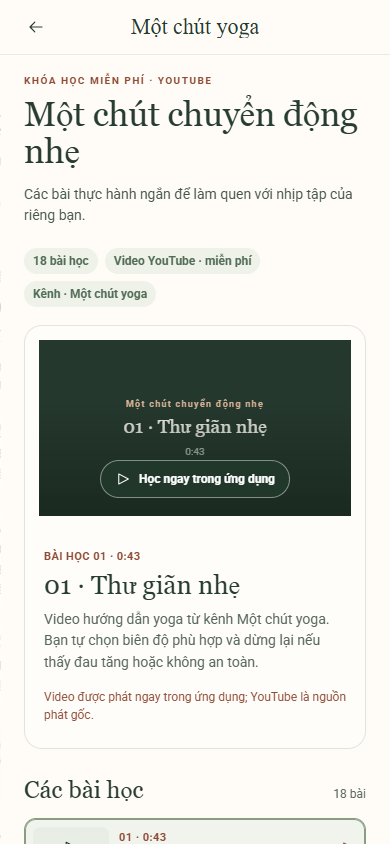 Một chút yoga
KHÓA HỌC MIỄN PHÍ · YOUTUBE
Một chút chuyển động
nhẹ
Các bài thực hành ngắn để làm quen với nhịp tập của
riêng bạn.
18 bài học
Video YouTube · miễn phí
Kênh · Một chút yoga
Một chút chuyển động nhẹ
01 · Thư giãn nhẹ
0:43
Học ngay trong ứng dụng
BÀI HỌC 01 · 0:43
01 · Thư giãn nhẹ
Video hướng dẫn yoga từ kênh Một chút yoga.
Bạn tự chọn biên độ phù hợp và dừng lại nếu
thấy đau tăng hoặc không an toàn.
Video được phát ngay trong ứng dụng; YouTube là nguồn
phát gốc.
Các bài học
18 bài
01 · 0:43